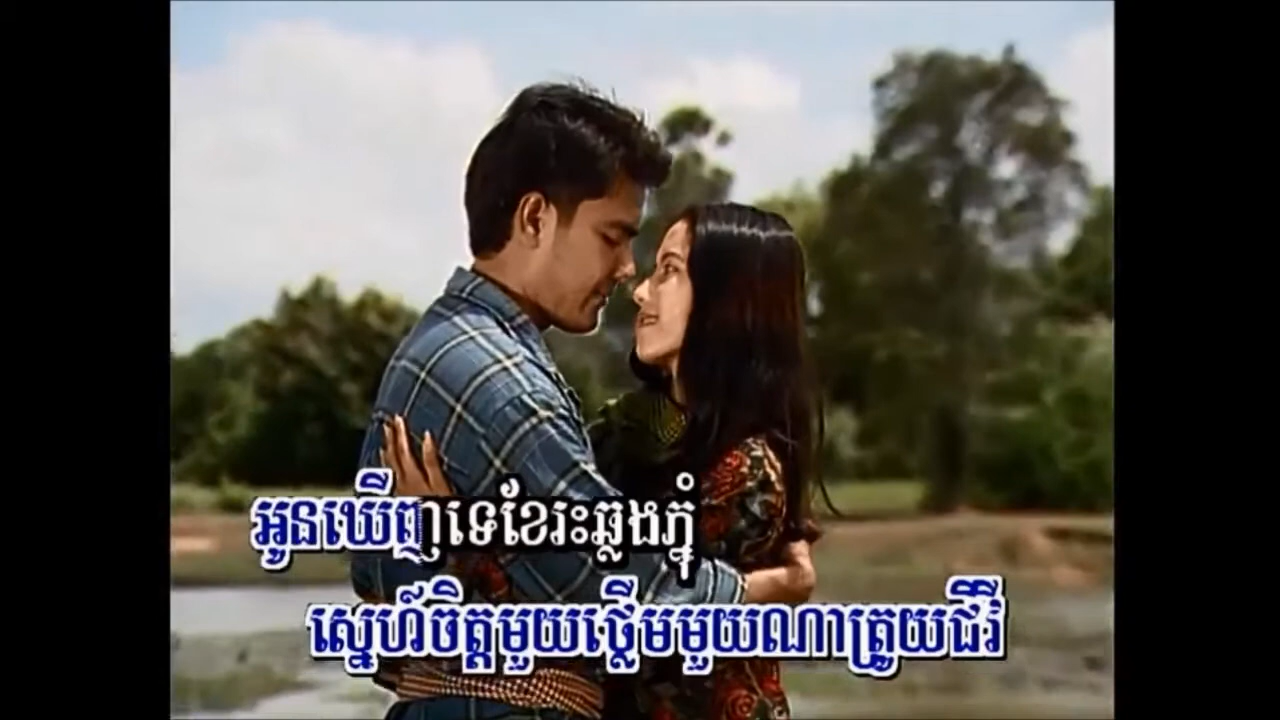 អូនឃើញទេខែរះឆ្លងភ្នំ
ស្នេហ៍ចិត្តមួយថ្លើមមួយណាត្រួយជីវី